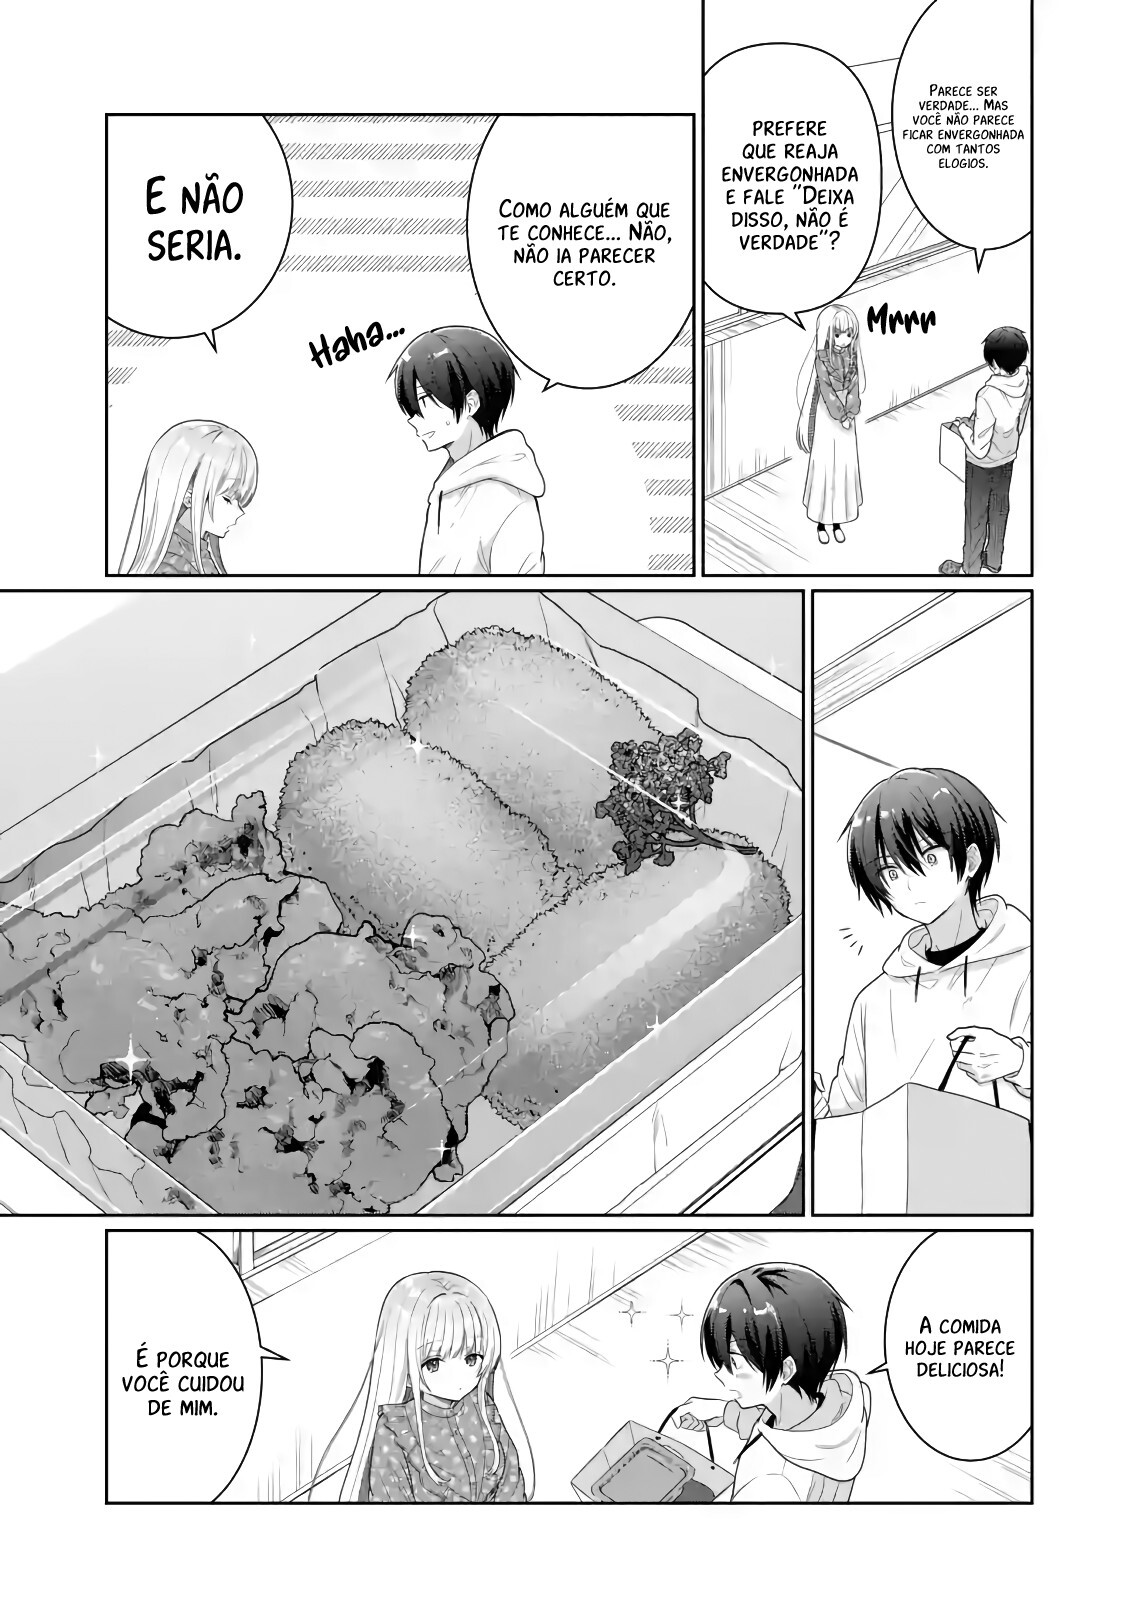 Parece ser
verdade... Mas
você não parece
ficar envergonhada
com tantos
elogios.
prefere
que reaja
envergonhada
e fale "Deixa
disso, não é
verdade"?
Mrrr
Como alguém que
te conhece... Não,
não ia parecer
certo.
Haha...
E não
seria.
A comida
hoje parece
deliciosa!
É porque
você cuidou
de mim.